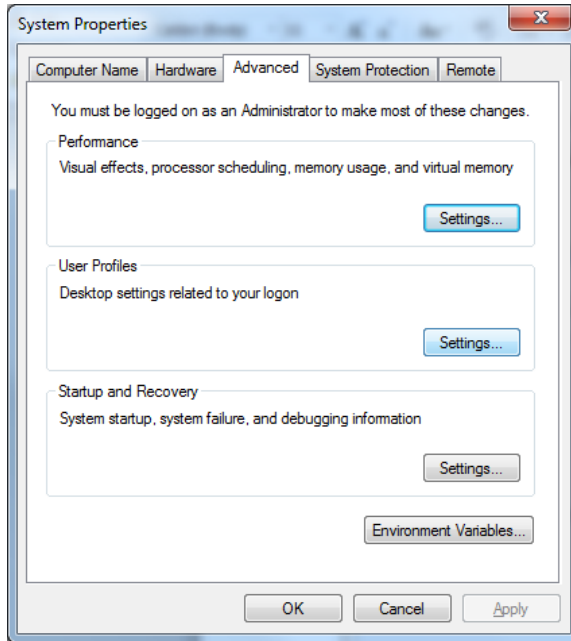 System Properties
Computer Name Hardware Advanced System Protection Remote
You must be logged on as an Administrator to make most of these changes.
Performance
Visual effects, processor scheduling, memory usage, and virtual memory
Settings...
User Profiles
Desktop settings related to your logon
Settings...
Startup and Recovery
System startup, system failure, and debugging information
Settings...
Environment Variables...
OK Cancel Apply